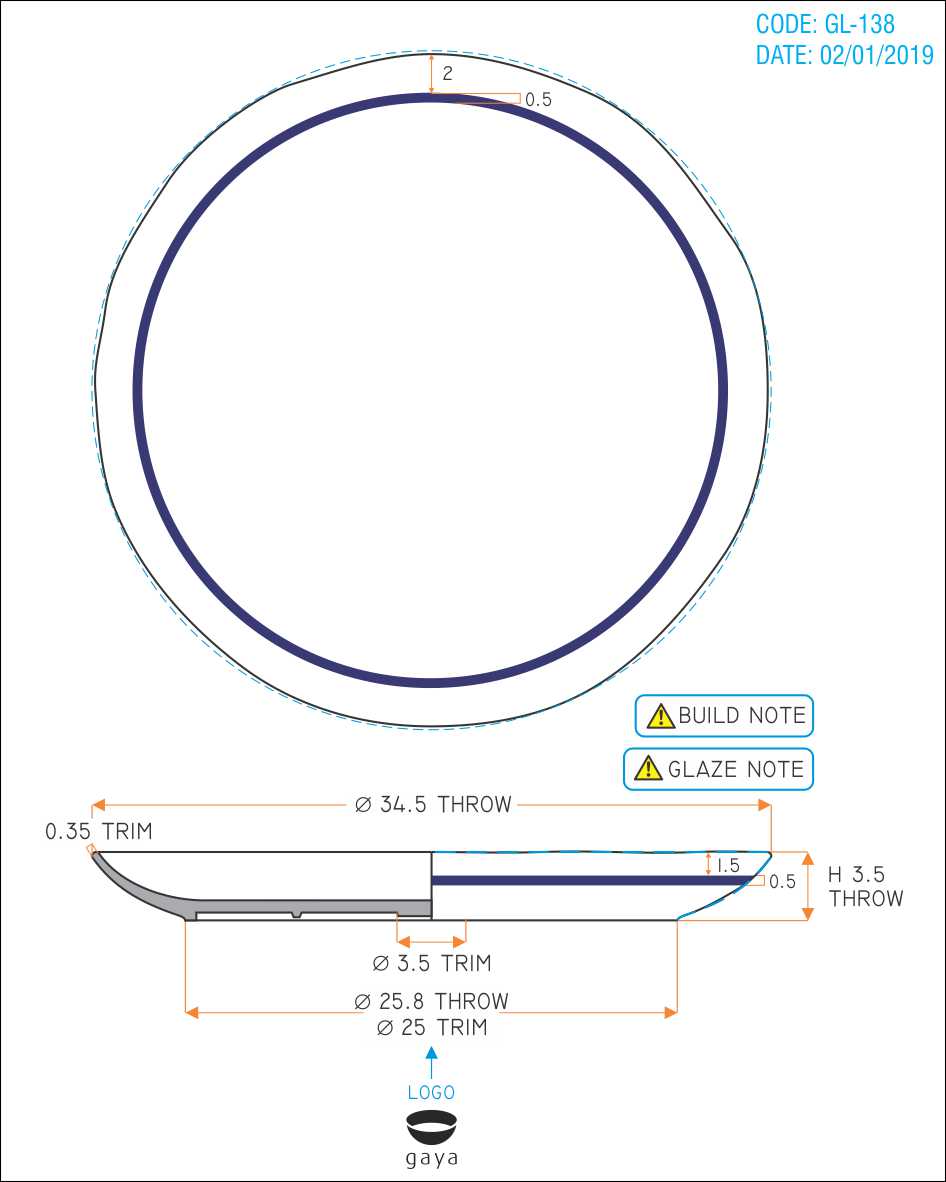 CODE: GL-138
DATE: 02/01/2019
2
0.5
BUILD NOTE
GLAZE NOTE
Ø 34.5 THROW
0.35 TRIM
1.5
0.5
H 3.5
THROW
Ø 3.5 TRIM
Ø 25.8 THROW
Ø 25 TRIM
LOGO
gaya